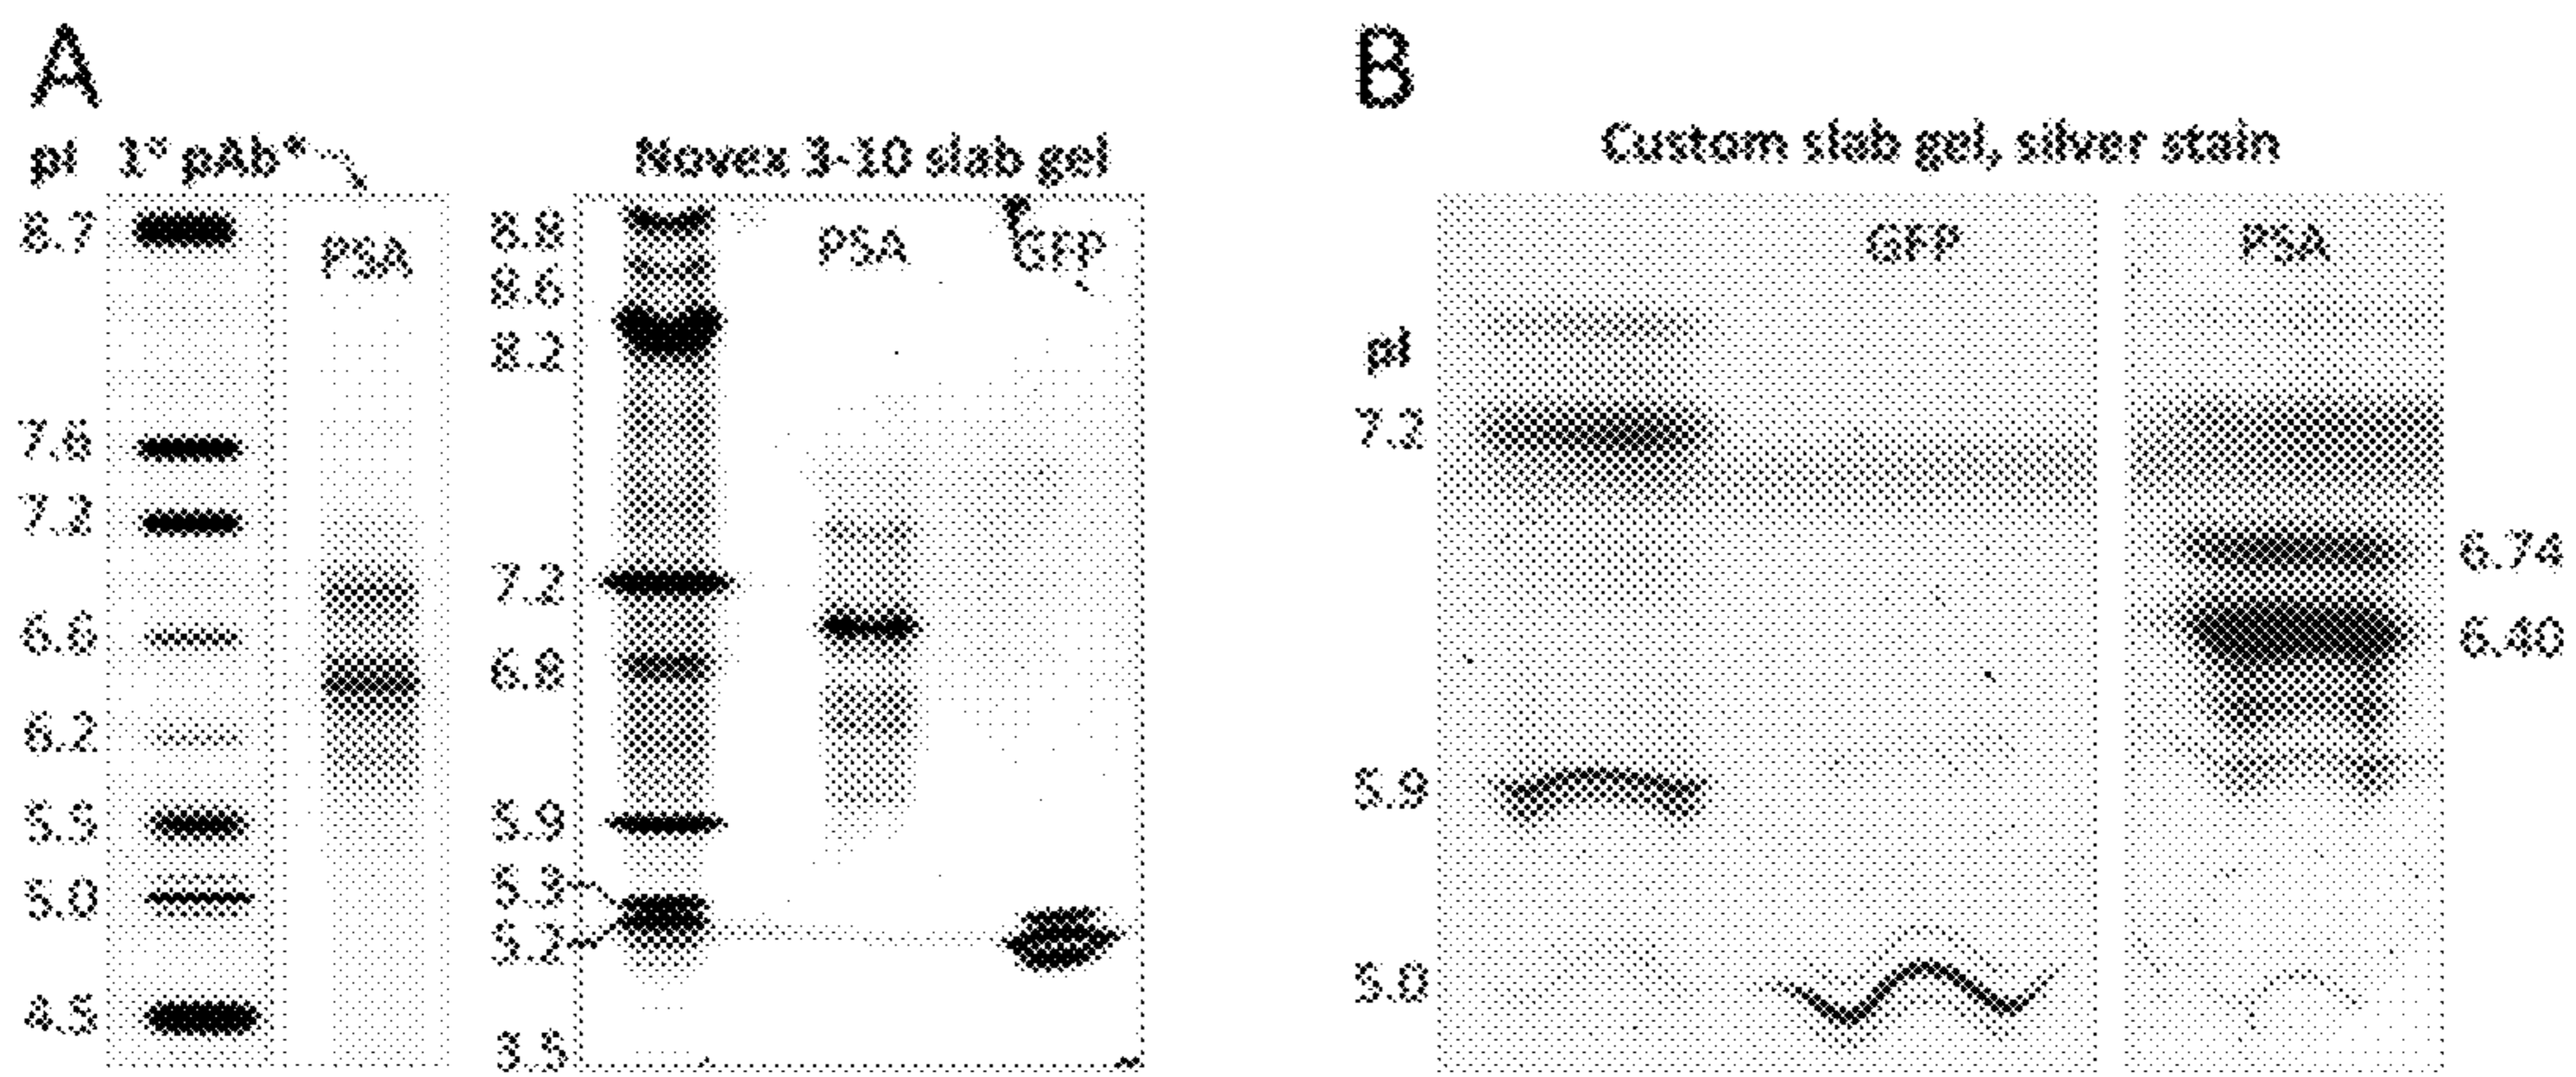 A
pI 1° pAb*
PSA
8.7
7.6
7.2
6.6
6.2
5.5
5.0
4.5
Novex 3-10 slab gel
PSA GFP
8.8
8.6
8.2
7.2
6.8
5.9
5.3
5.2
3.5
B
Custom slab gel, silver stain
GFP PSA
pI
7.2
5.9
5.0
6.74
6.40